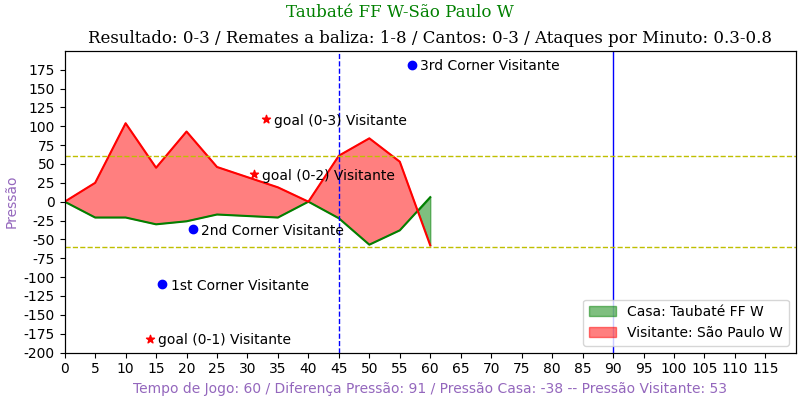 Taubaté FF W-São Paulo W
Resultado: 0-3 / Remates a baliza: 1-8 / Cantos: 0-3 / Ataques por Minuto: 0.3-0.8
175
150
125
100
75
50
25
0
-25
-50
-75
-100
-125
-150
-175
-200
Pressão
3rd Corner Visitante
goal (0-3) Visitante
goal (0-2) Visitante
2nd Corner Visitante
1st Corner Visitante
goal (0-1) Visitante
Casa: Taubaté FF W
Visitante: São Paulo W
0 5 10 15 20 25 30 35 40 45 50 55 60 65 70 75 80 85 90 95 100 105 110 115
Tempo de Jogo: 60 / Diferença Pressão: 91 / Pressão Casa: -38 -- Pressão Visitante: 53